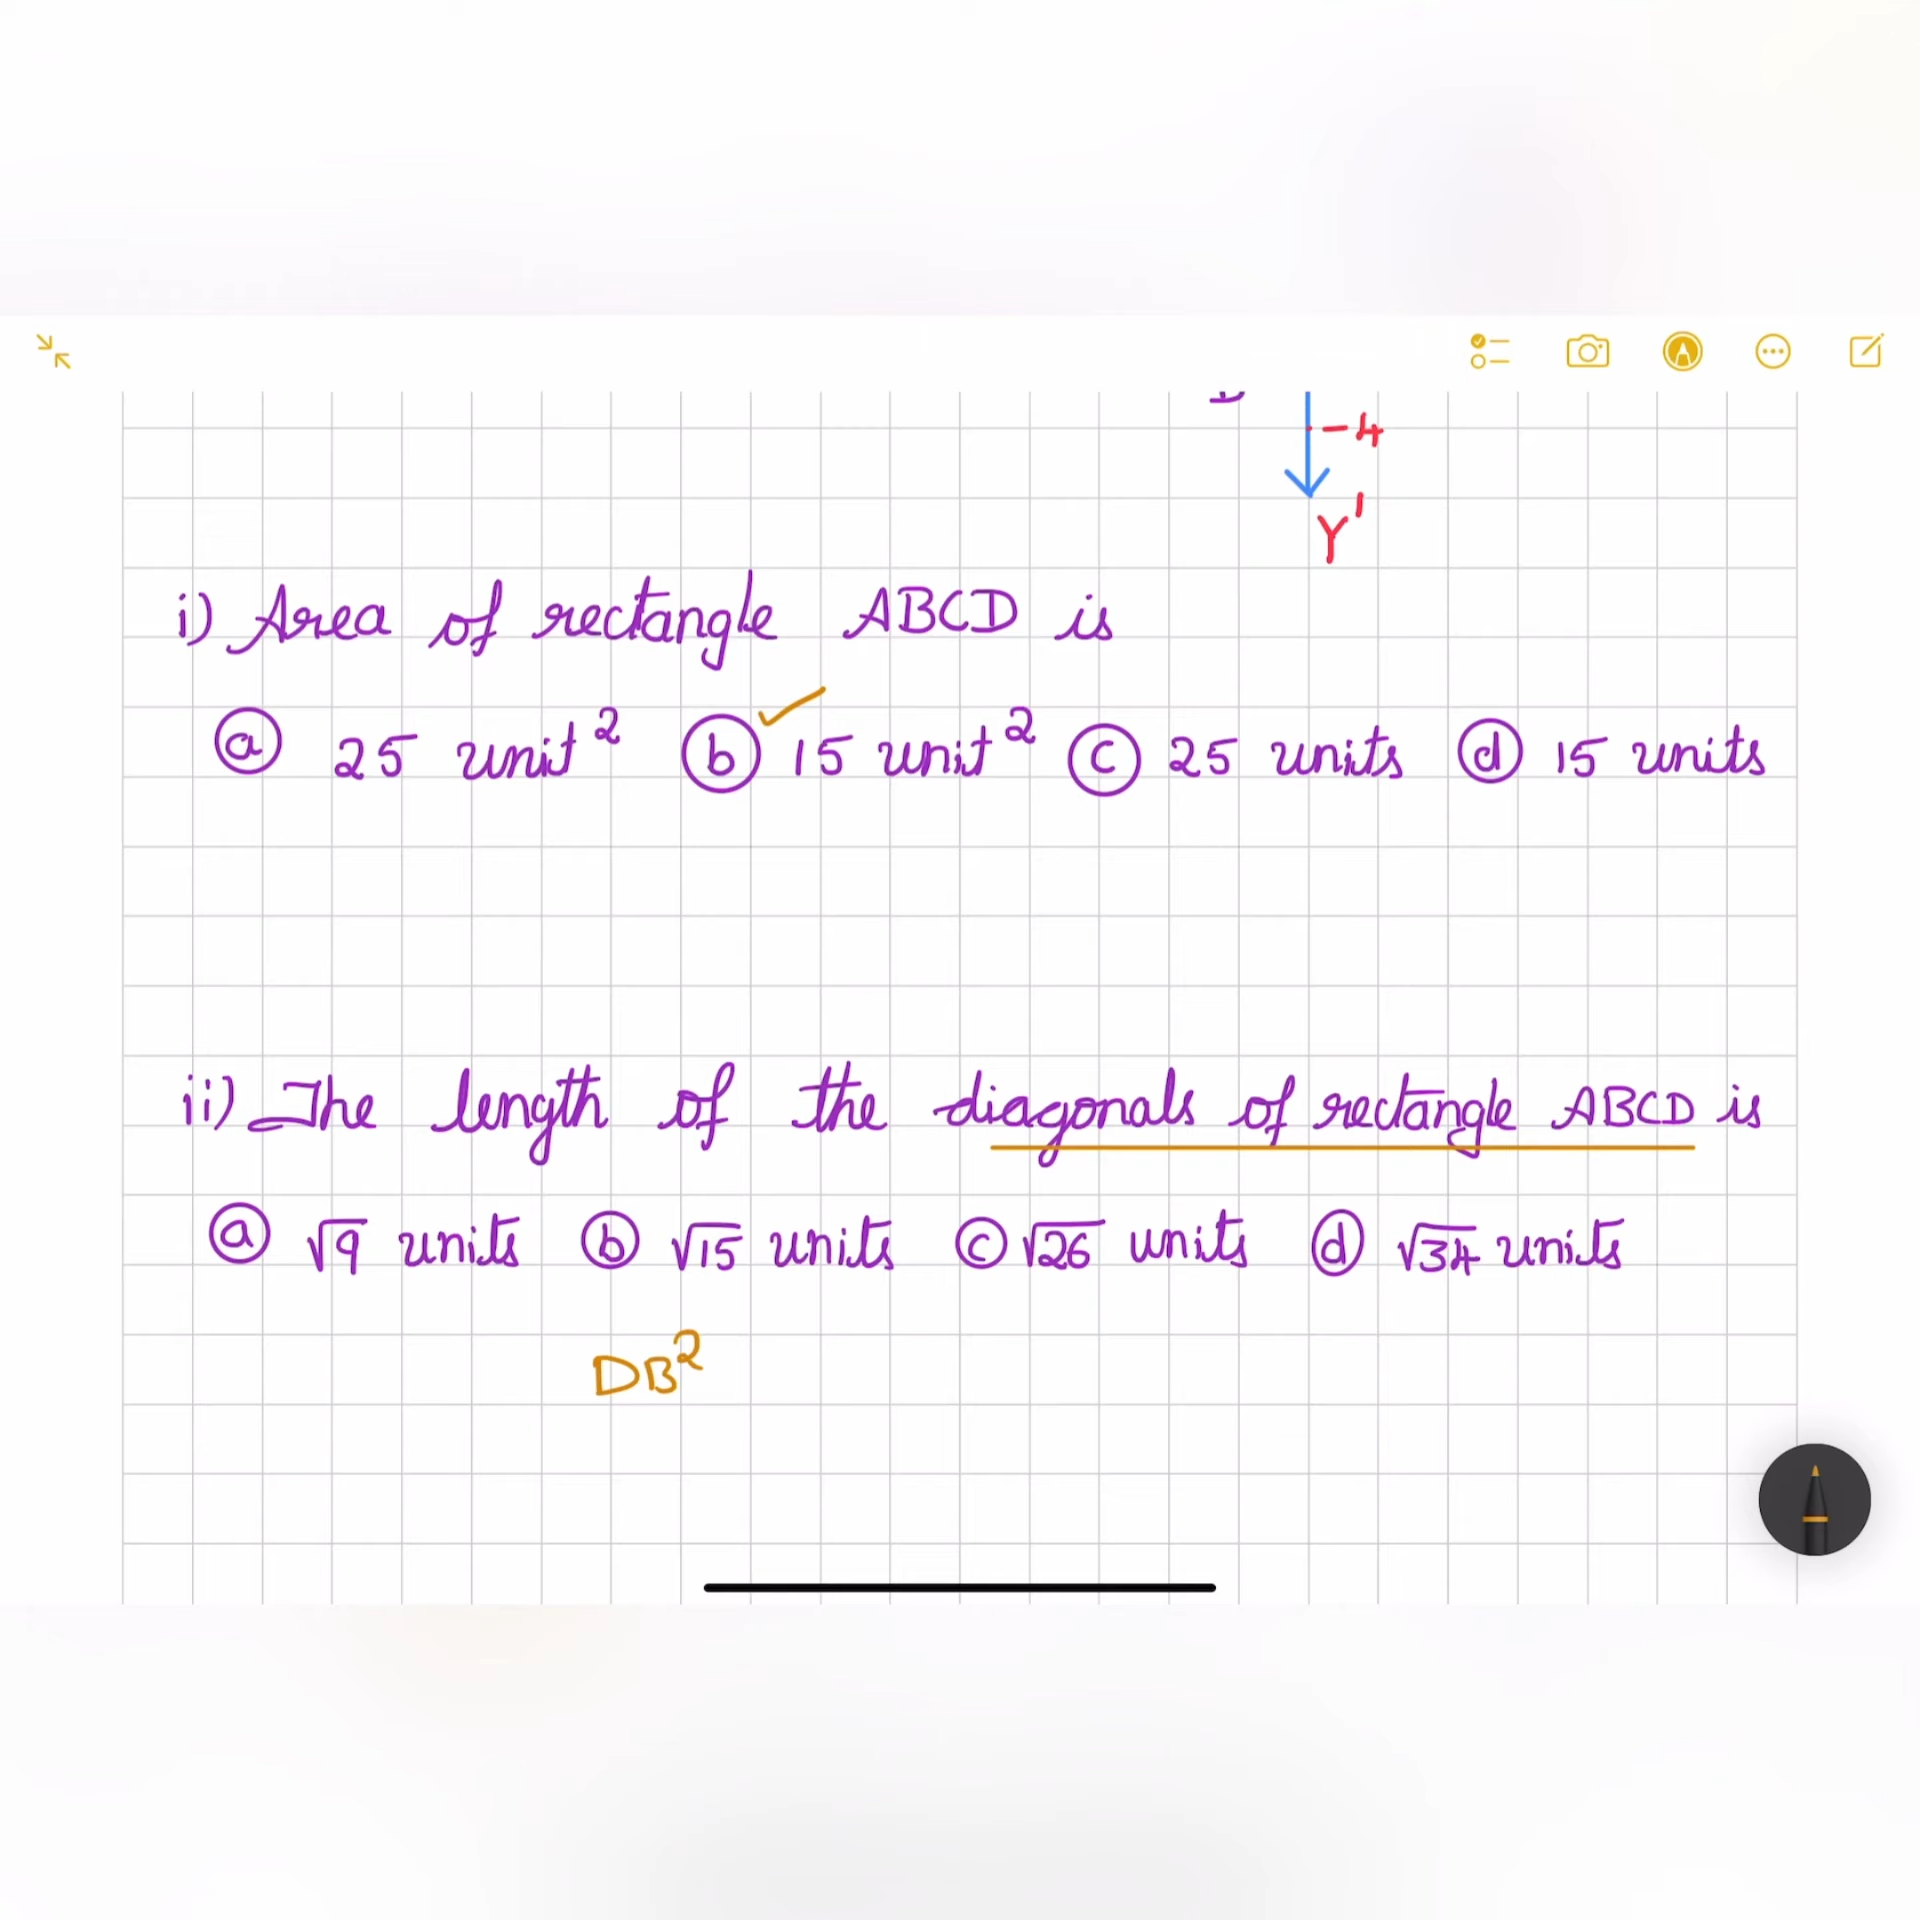 -4
Y'
i) Area of rectangle ABCD is
ⓐ 25 unit² ⓑ 15 unit² ⓒ 25 units ⓓ 15 units
ii) The length of the diagonals of rectangle ABCD is
ⓐ √9 units ⓑ √15 units ⓒ √26 units ⓓ √34 units
DB²